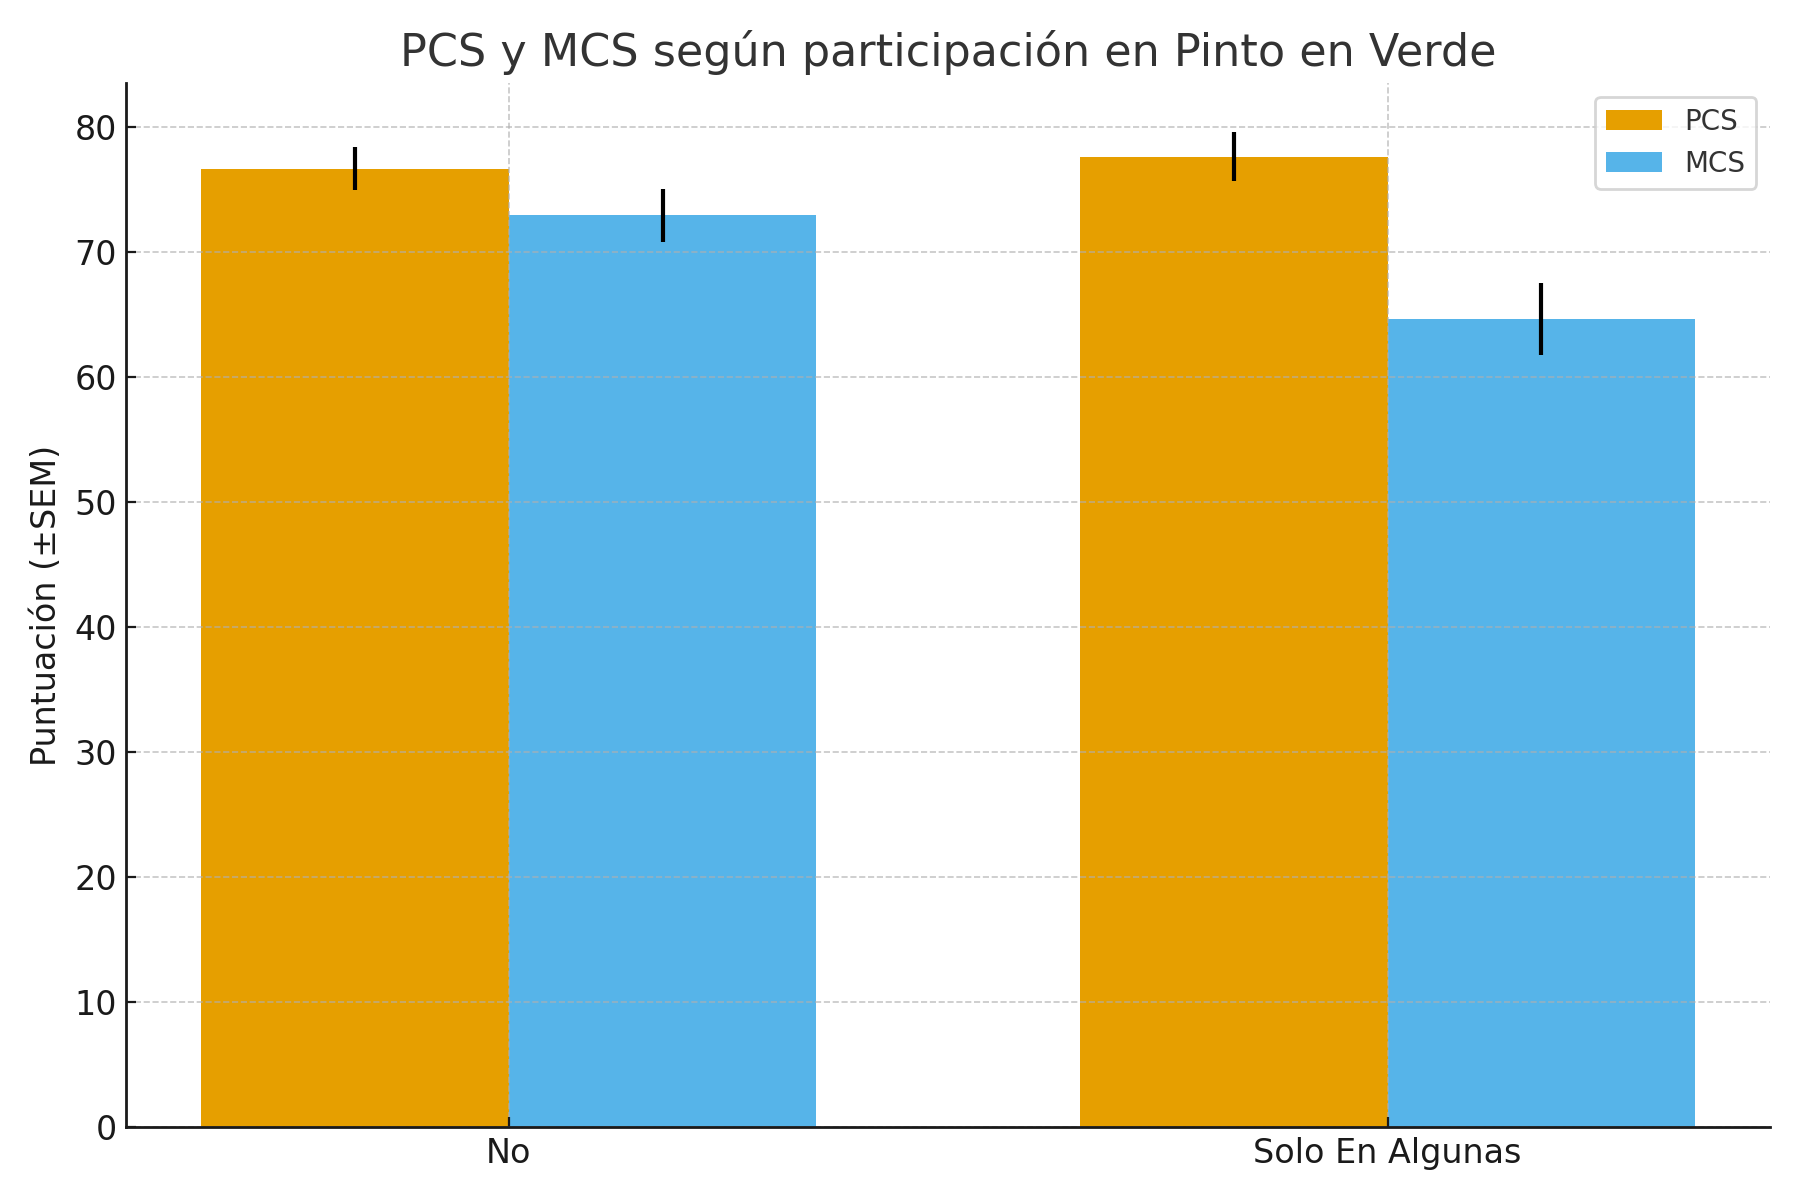 PCS y MCS según participación en Pinto en Verde
PCS
MCS
Puntuación (±SEM)
80
70
60
50
40
30
20
10
0
No
Solo En Algunas